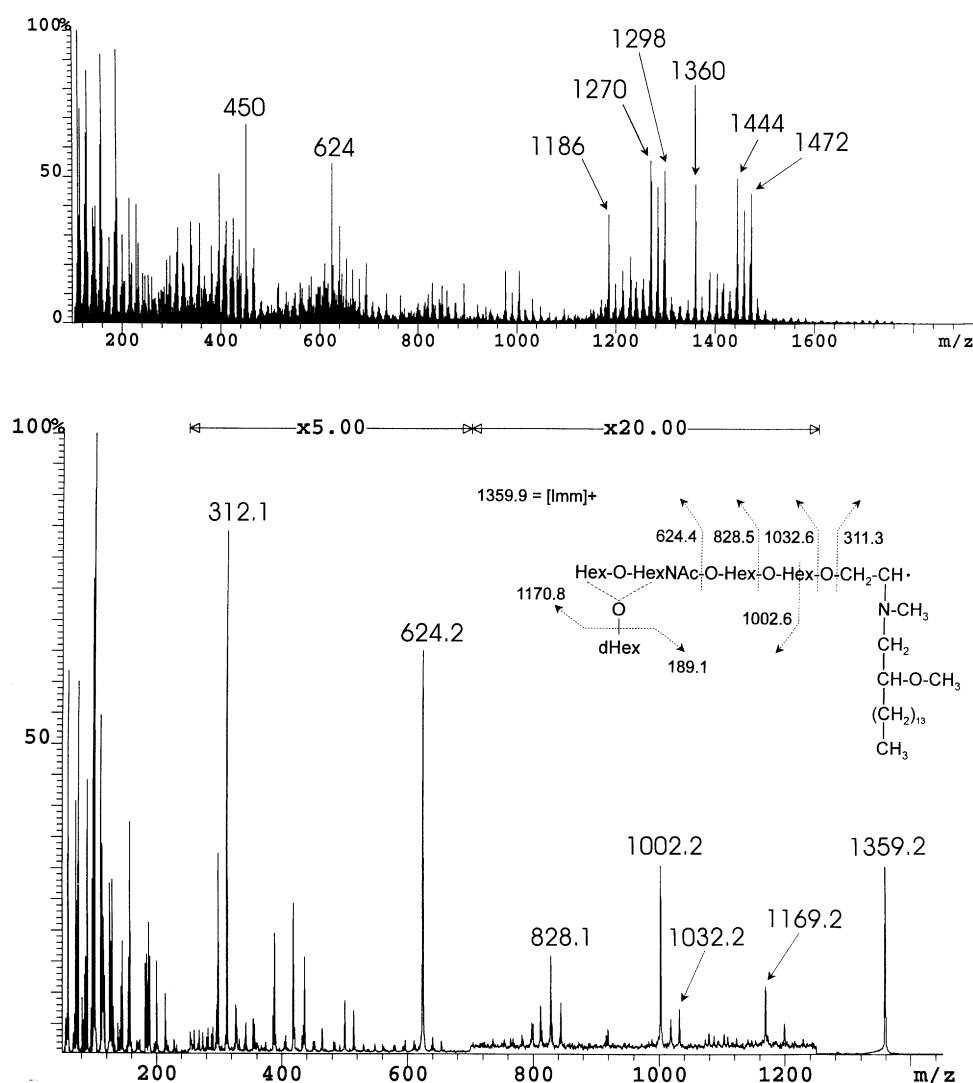 100%
1298
1360
1270
450
1444
1472
624
1186
50
0
200 400 600 800 1000 1200 1400 1600 m/z
100%
x5.00 x20.00
1359.9 = [Imm]+
312.1
624.4 828.5 1032.6 311.3
Hex-O-HexNAc-O-Hex-O-Hex-O-CH2-CH·
1170.8
O
1002.6
N-CH3
624.2
dHex
CH2
189.1
CH-O-CH3
(CH2)13
50
CH3
1002.2
1359.2
1169.2
828.1
1032.2
200 400 600 800 1000 1200 m/z